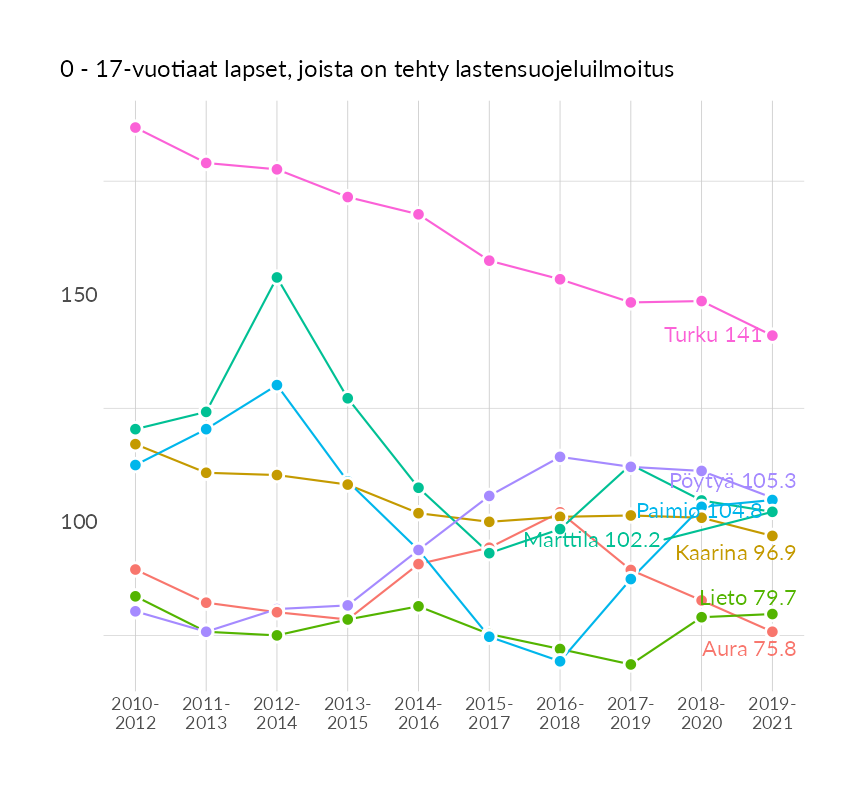 0 - 17-vuotiaat lapset, joista on tehty lastensuojeluilmoitus
150
Turku 141
Pöytyä 105.3
Paimio 104.8
100
Marttila 102.2
Kaarina 96.9
Lieto 79.7
Aura 75.8
2010- 2011- 2012- 2013- 2014- 2015- 2016- 2017- 2018- 2019-
2012 2013 2014 2015 2016 2017 2018 2019 2020 2021